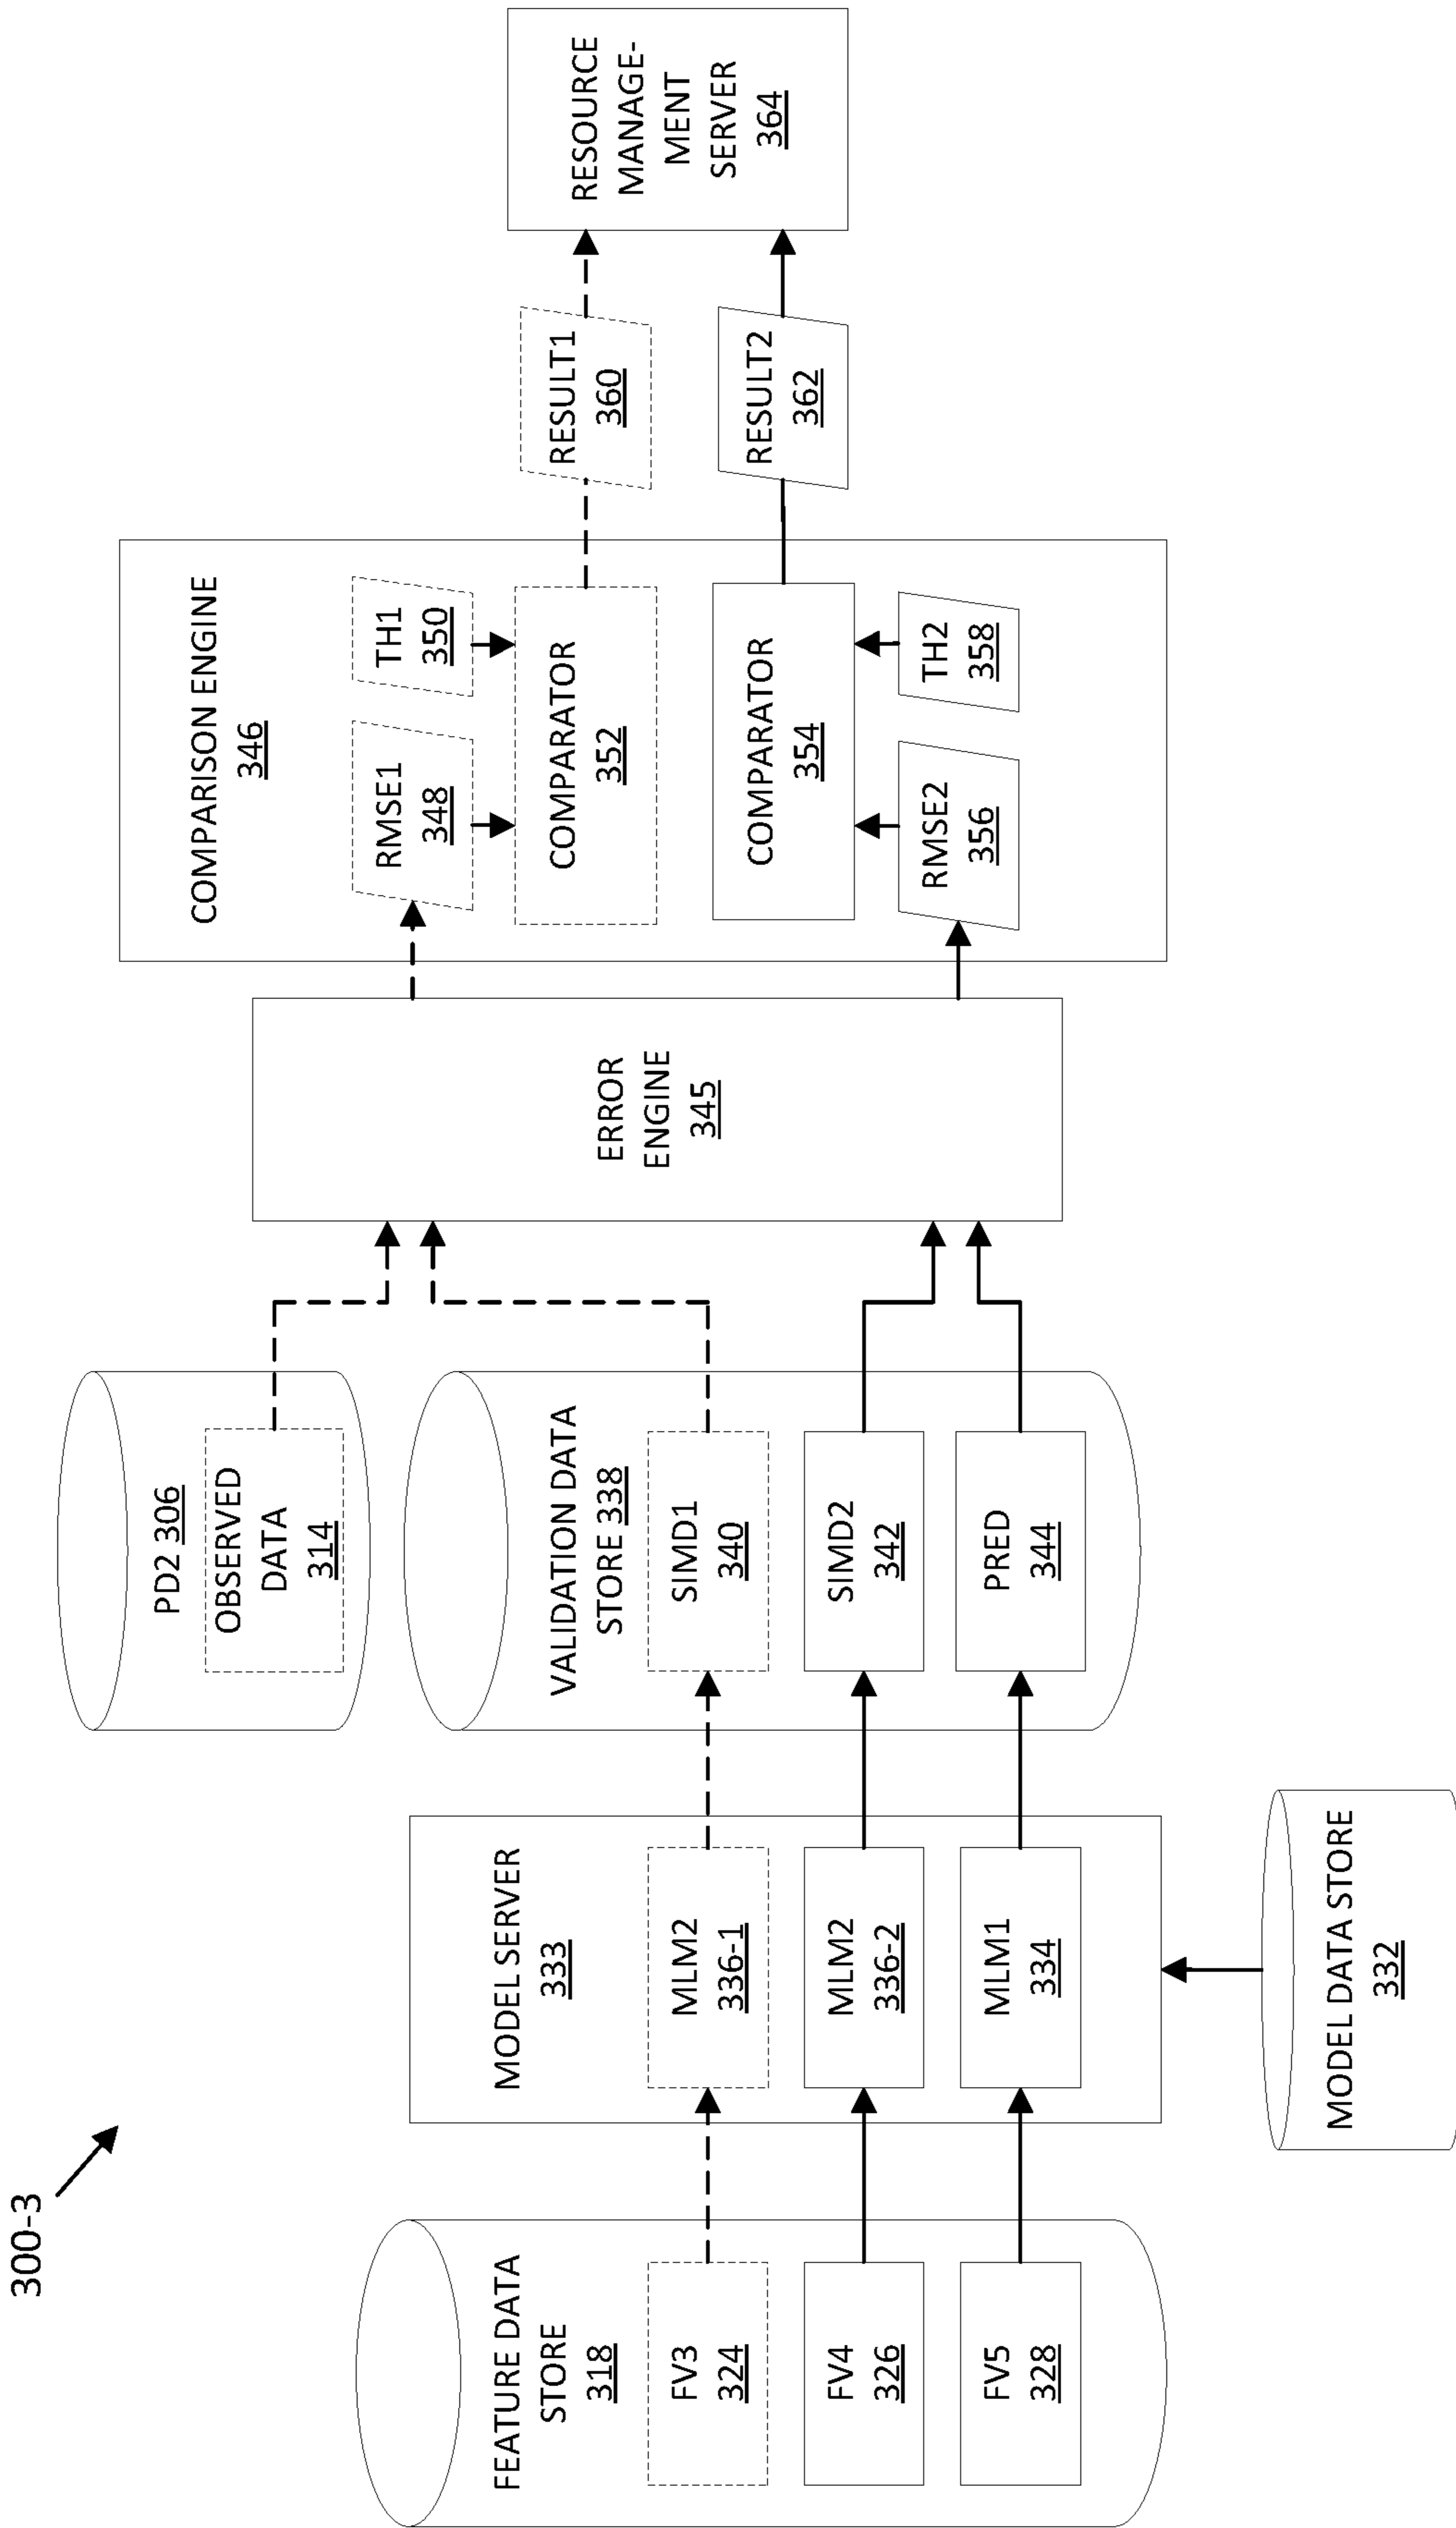 300-3
FEATURE DATA
STORE
318
FV3
324
FV4
326
FV5
328
MODEL SERVER
333
MLM2
336-1
MLM2
336-2
MLM1
334
MODEL DATA STORE
332
PD2 306
OBSERVED
DATA
314
VALIDATION DATA
STORE 338
SIMD1
340
SIMD2
342
PRED
344
ERROR
ENGINE
345
COMPARISON ENGINE
346
RMSE1
348
TH1
350
COMPARATOR
352
COMPARATOR
354
RMSE2
356
TH2
358
RESULT1
360
RESULT2
362
RESOURCE
MANAGE-
MENT
SERVER
364